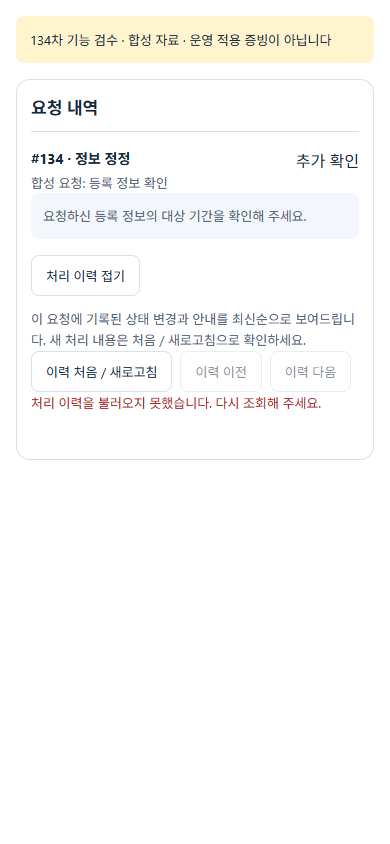 134차 기능 검수 · 합성 자료 · 운영 적용 증빙이 아닙니다
요청 내역
#134 · 정보 정정
추가 확인
합성 요청: 등록 정보 확인
요청하신 등록 정보의 대상 기간을 확인해 주세요.
처리 이력 접기
이 요청에 기록된 상태 변경과 안내를 최신순으로 보여드립니
다. 새 처리 내용은 처음 / 새로고침으로 확인하세요.
이력 처음 / 새로고침
이력 이전
이력 다음
처리 이력을 불러오지 못했습니다. 다시 조회해 주세요.